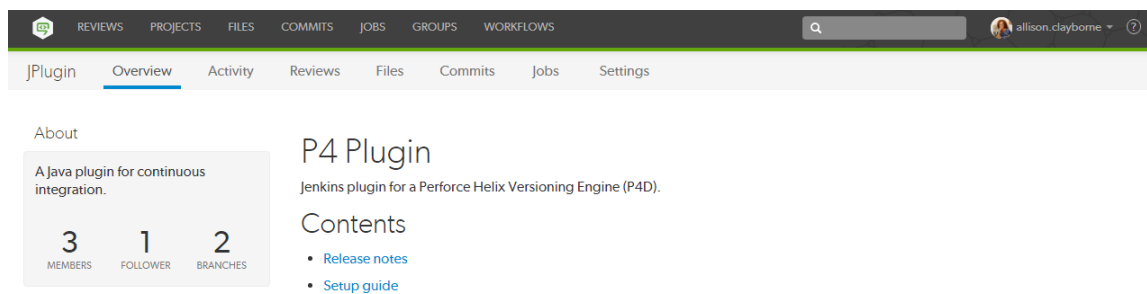 REVIEWS PROJECTS FILES COMMITS JOBS GROUPS WORKFLOWS allison.clayborne ?
JPlugin Overview Activity Reviews Files Commits Jobs Settings
About
A Java plugin for continuous
integration.
3 1 2
MEMBERS FOLLOWER BRANCHES
P4 Plugin
Jenkins plugin for a Perforce Helix Versioning Engine (P4D).
Contents
• Release notes
• Setup guide